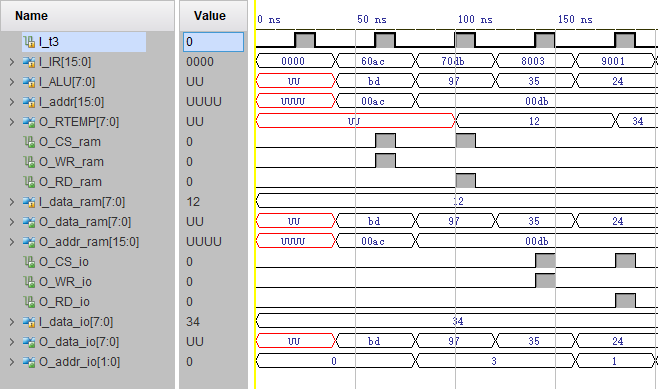 Name Value 0 ns 50 ns 100 ns 150 ns
I_t3 0
I_IR[15:0] 0000 0000 60ac 70db 8003 9001
I_ALU[7:0] UU UU bd 97 35 24
I_addr[15:0] UUUU UUUU 00ac 00db
O_RTEMP[7:0] UU UU 12 34
O_CS_ram 0
O_WR_ram 0
O_RD_ram 0
I_data_ram[7:0] 12 12
O_data_ram[7:0] UU UU bd 97 35 24
O_addr_ram[15:0] UUUU UUUU 00ac 00db
O_CS_io 0
O_WR_io 0
O_RD_io 0
I_data_io[7:0] 34 34
O_data_io[7:0] UU UU bd 97 35 24
O_addr_io[1:0] 0 0 3 1